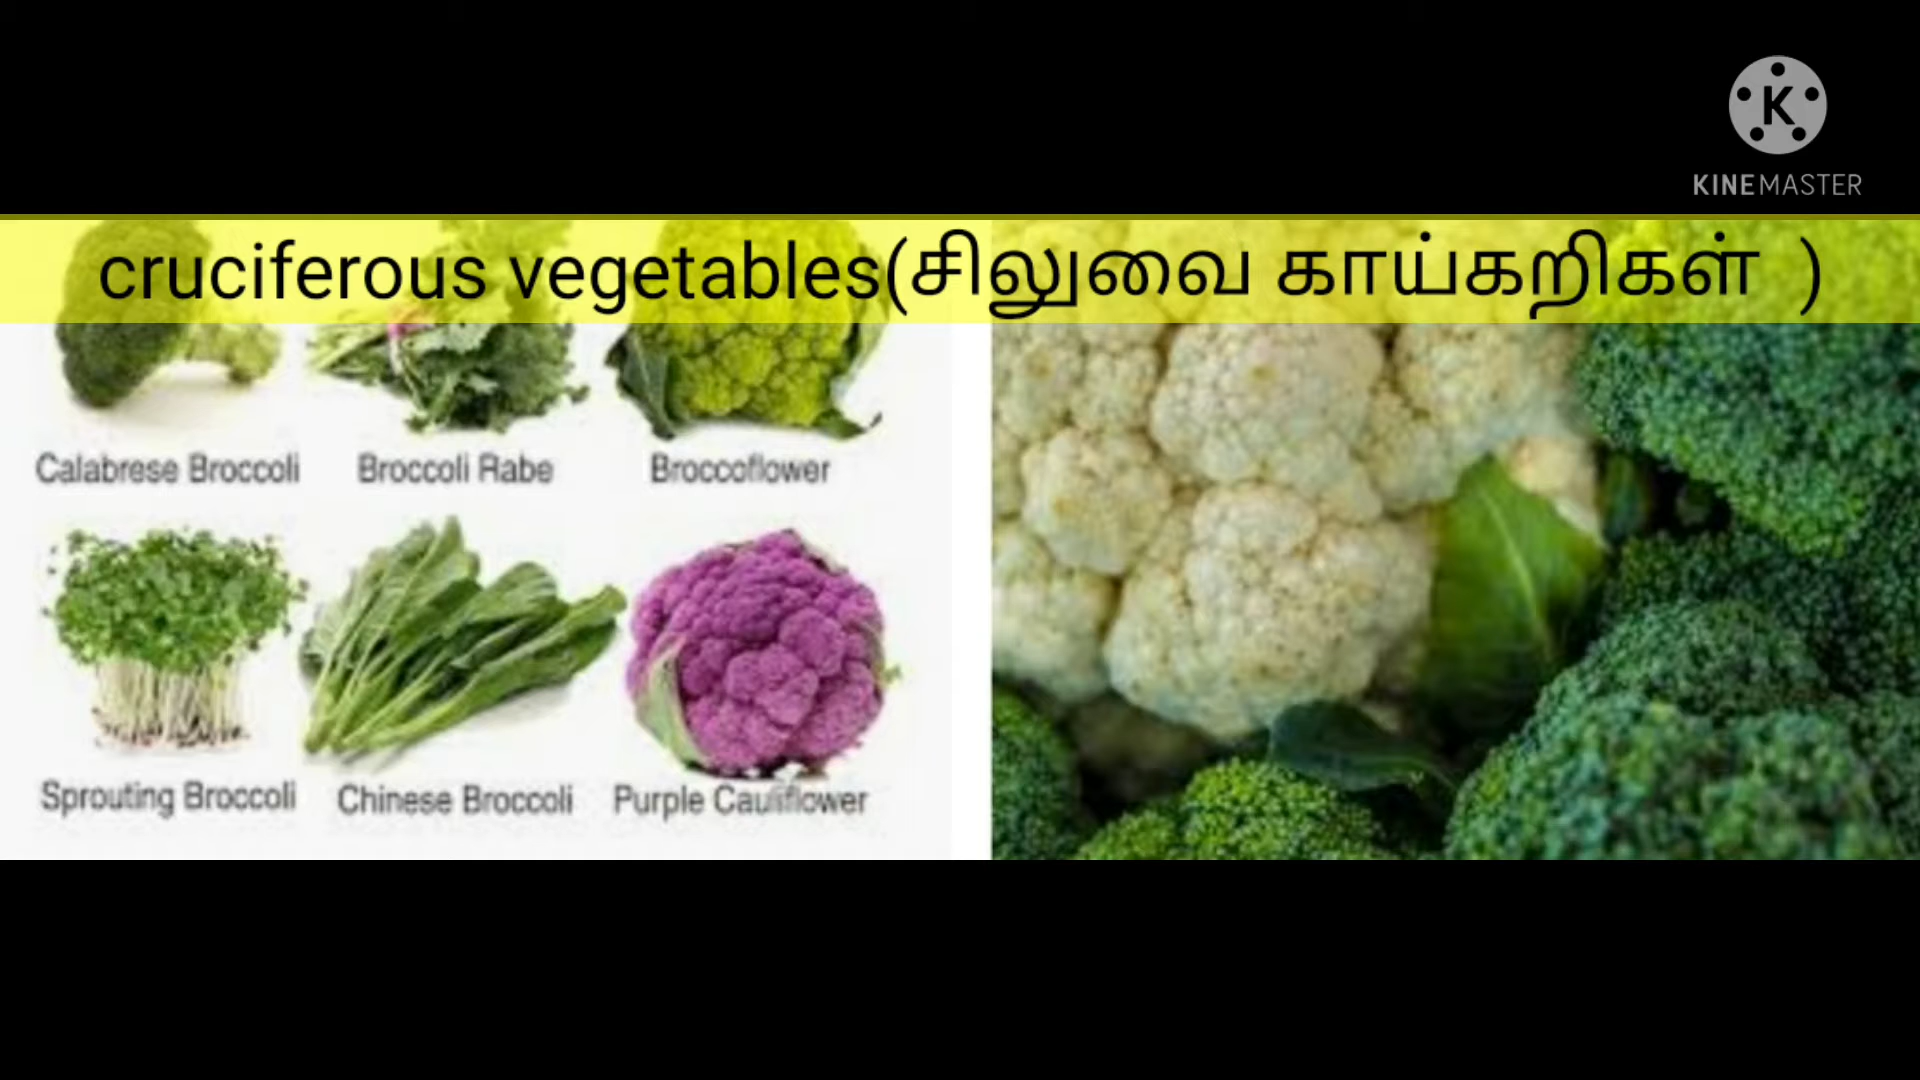 KINEMASTER
cruciferous vegetables(சிலுவை காய்கறிகள் )
Calabrese Broccoli Broccoli Rabe Broccoflower
Sprouting Broccoli Chinese Broccoli Purple Cauliflower